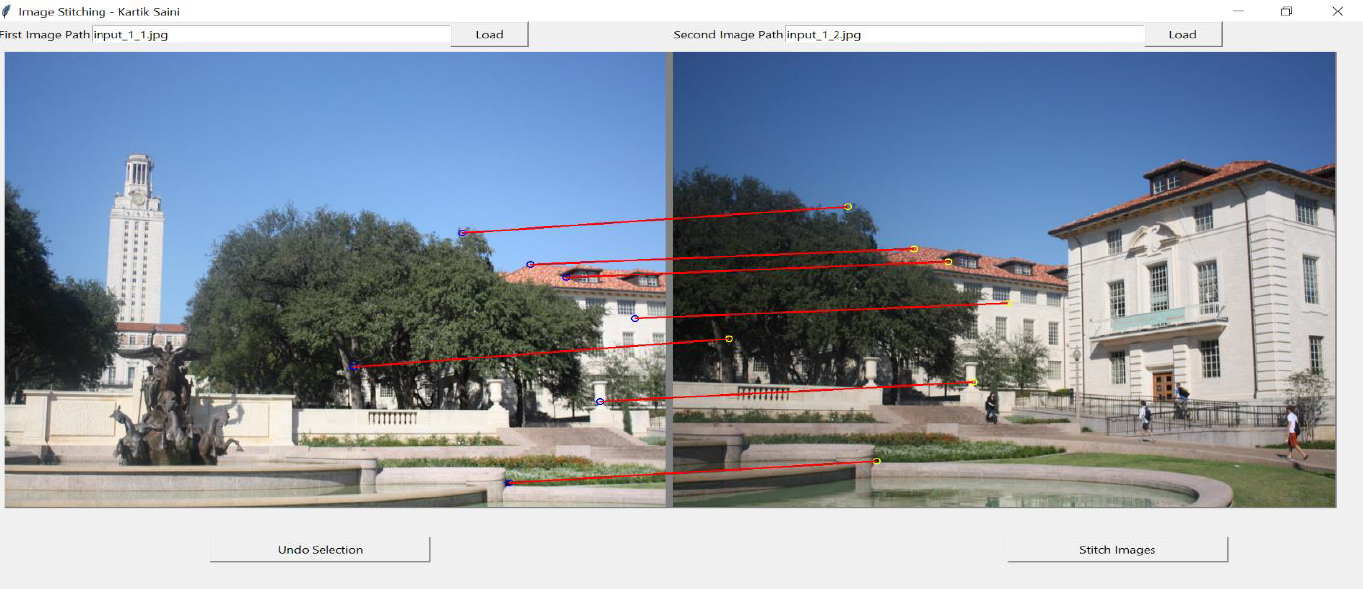 Image Stitching - Kartik Saini
First Image Path input_1_1.jpg Load Second Image Path input_1_2.jpg Load
Undo Selection Stitch Images